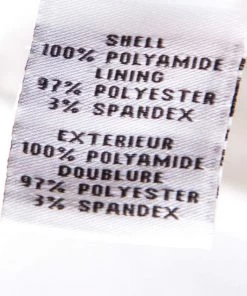 SHELL
100% POLYAMIDE
LINING
97% POLYESTER
3% SPANDEX
EXTERIEUR
100% POLYAMIDE
DOUBLURE
97% POLYESTER
3% SPANDEX